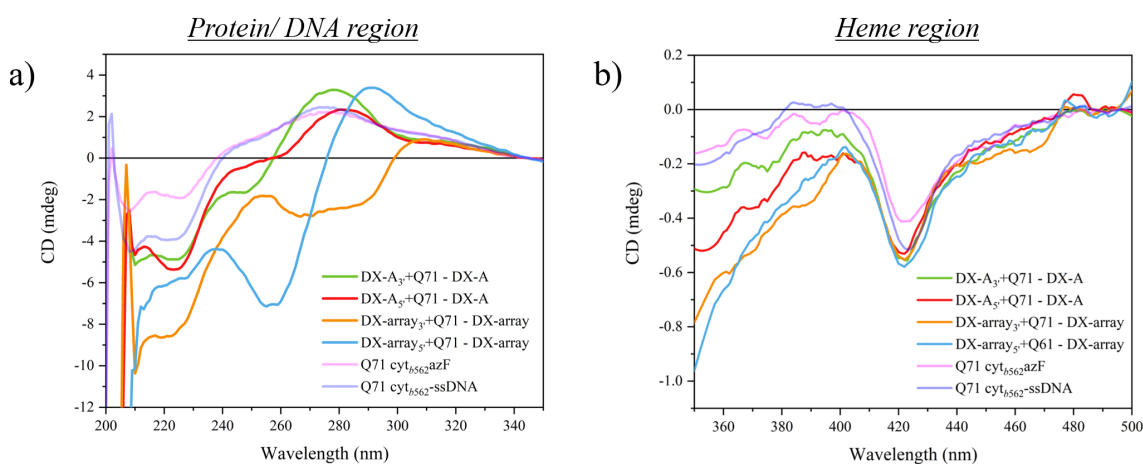 Protein/ DNA region
Heme region
a)
4
2
0
-2
-4
-6
-8
-10
-12
200
220
240
260
280
300
320
340
CD (mdeg)
Wavelength (nm)
DX-A3'+Q71 - DX-A
DX-A5'+Q71 - DX-A
DX-array3'+Q71 - DX-array
DX-array5'+Q71 - DX-array
Q71 cytb562azF
Q71 cytb562-ssDNA
b)
0.2
0.0
-0.2
-0.4
-0.6
-0.8
-1.0
360
380
400
420
440
460
480
500
CD (mdeg)
Wavelength (nm)
DX-A3'+Q71 - DX-A
DX-A5'+Q71 - DX-A
DX-array3'+Q71 - DX-array
DX-array5'+Q61 - DX-array
Q71 cytb562azF
Q71 cytb562-ssDNA